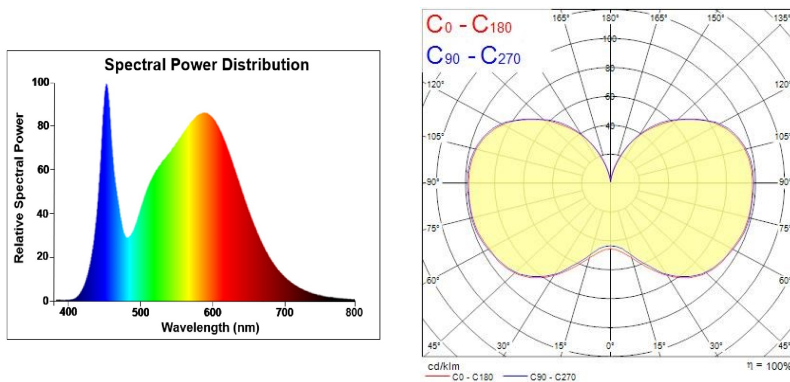 Spectral Power Distribution
Relative Spectral Power
100
80
60
40
20
0
400 500 600 700 800
Wavelength (nm)
C0 - C180
C90 - C270
165° 180° 165° 150° 135°
100
80
60
40
120° 120°
105° 105°
90° 90°
75° 75°
60° 60°
45° 30° 15° 0° 15° 30° 45°
cd/klm
η = 100%
C0 - C180 C90 - C270